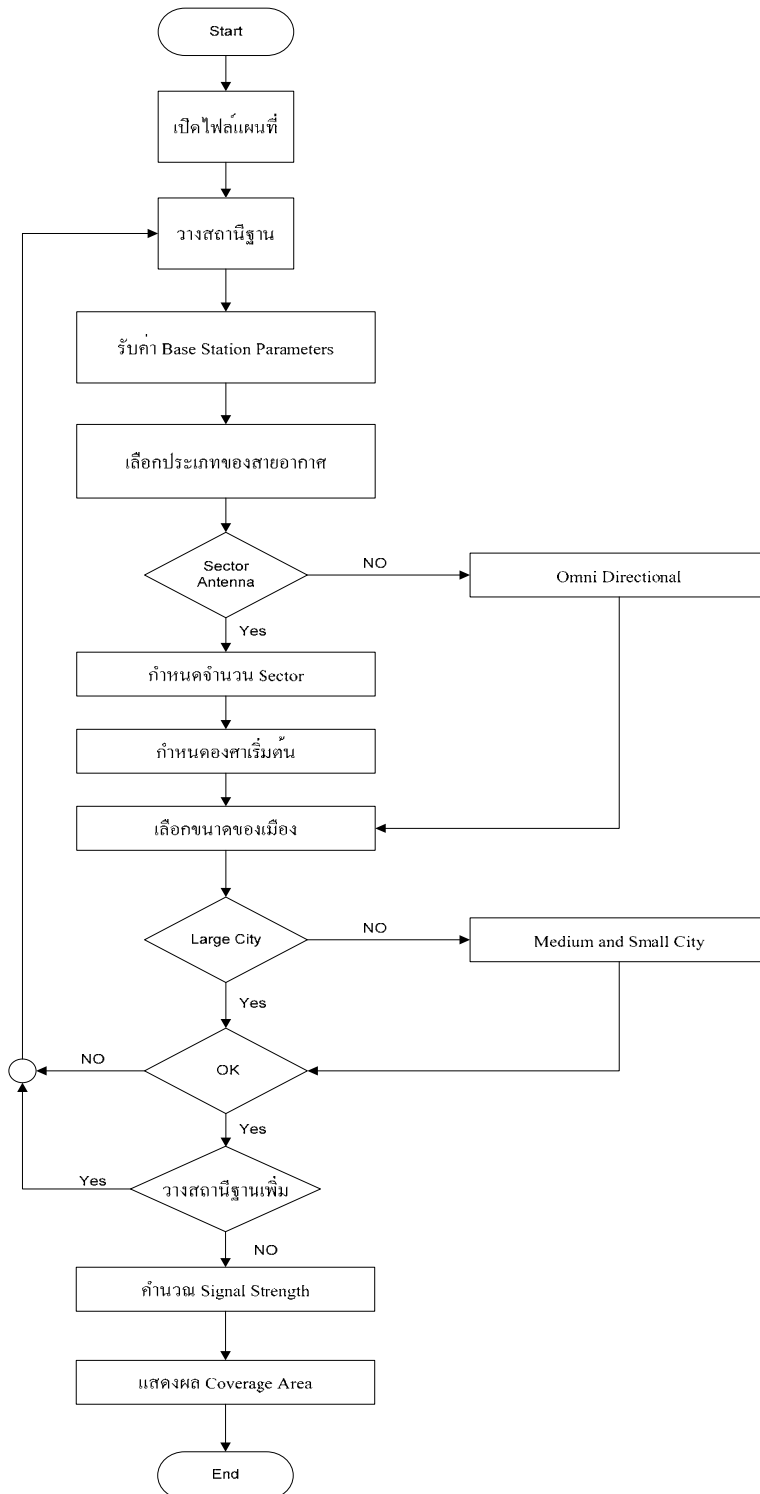 Start
เปิดไฟล์แผนที่
วางสถานีฐาน
รับค่า Base Station Parameters
เลือกประเภทของสายอากาศ
Sector
Antenna
NO
Omni Directional
Yes
กำหนดจำนวน Sector
กำหนดองศาเริ่มต้น
เลือกขนาดของเมือง
Large City
NO
Medium and Small City
Yes
OK
NO
Yes
วางสถานีฐานเพิ่ม
Yes
NO
คำนวณ Signal Strength
แสดงผล Coverage Area
End